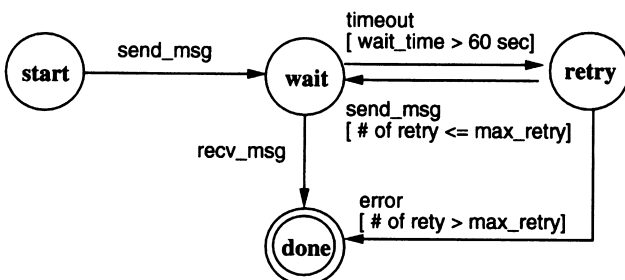 timeout
[ wait_time > 60 sec]
send_msg
start
wait
retry
send_msg
[ # of retry <= max_retry]
recv_msg
error
[ # of rety > max_retry]
done